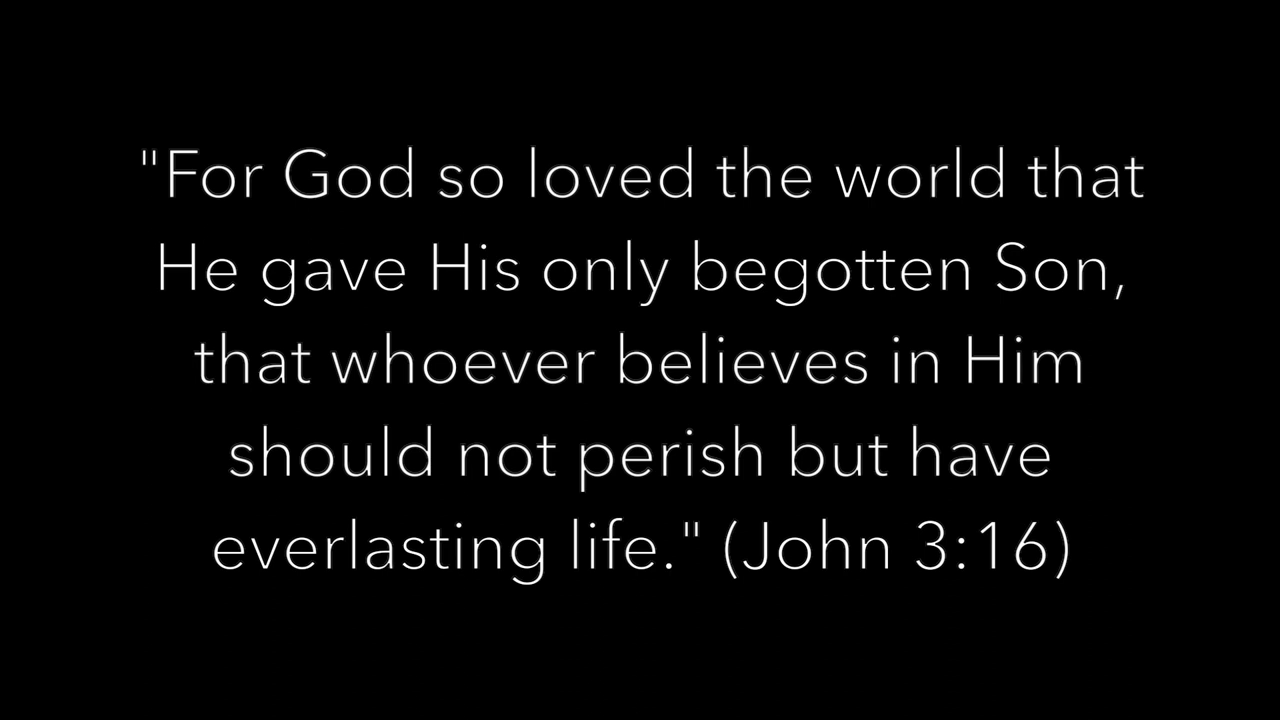 "For God so loved the world that
He gave His only begotten Son,
that whoever believes in Him
should not perish but have
everlasting life." (John 3:16)